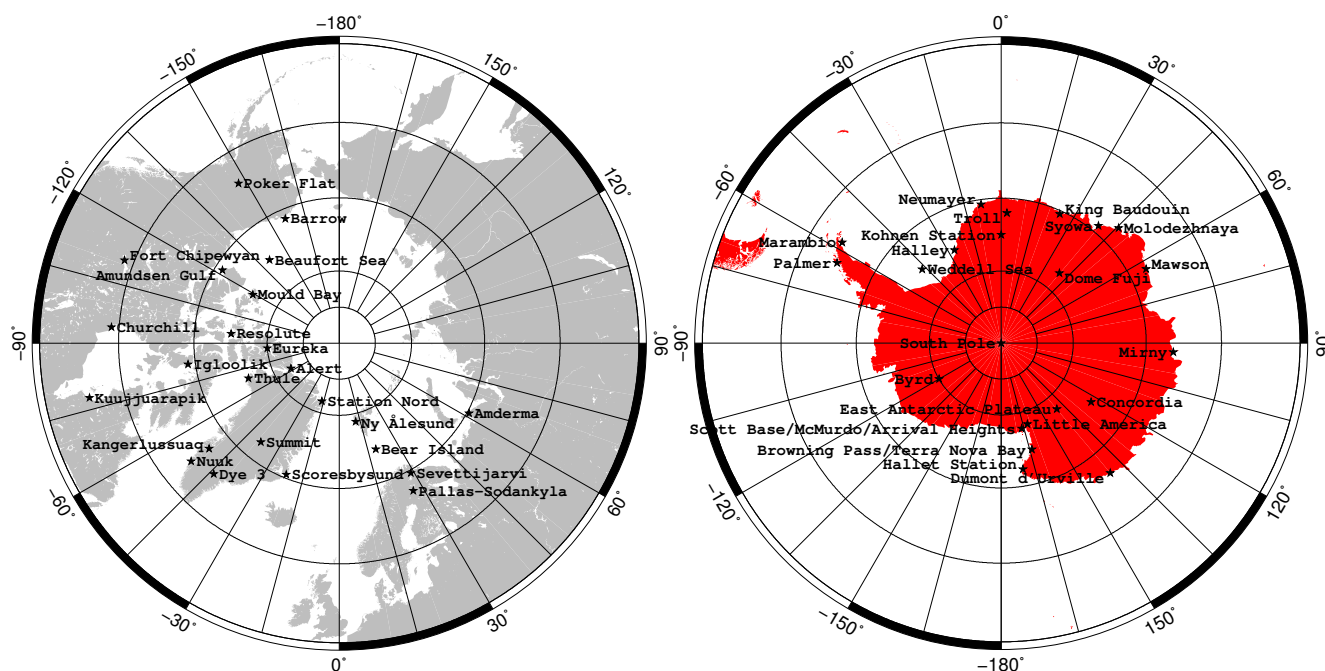 −180°
−150°
150°
−120°
120°
−90°
90°
−60°
60°
−30°
30°
0°
Poker Flat
Barrow
Fort Chipewyan
Beaufort Sea
Amundsen Gulf
Mould Bay
Churchill
Resolute
Eureka
Igloolik
Alert
Thule
Kuujjuarapik
Station Nord
Amderma
Ny Ålesund
Kangerlussuaq
Summit
Bear Island
Nuuk
Dye 3
Scoresbysund
Sevettijarvi
Pallas−Sodankyla
0°
−30°
30°
−60°
60°
−90°
90°
−120°
120°
−150°
150°
−180°
Neumayer
Troll
King Baudouin
Syowa
Molodezhnaya
Kohnen Station
Marambio
Halley
Palmer
Weddell Sea
Mawson
Dome Fuji
South Pole
Mirny
Byrd
Concordia
East Antarctic Plateau
Little America
Scott Base/McMurdo/Arrival Heights
Browning Pass/Terra Nova Bay
Hallet Station
Dumont d'Urville